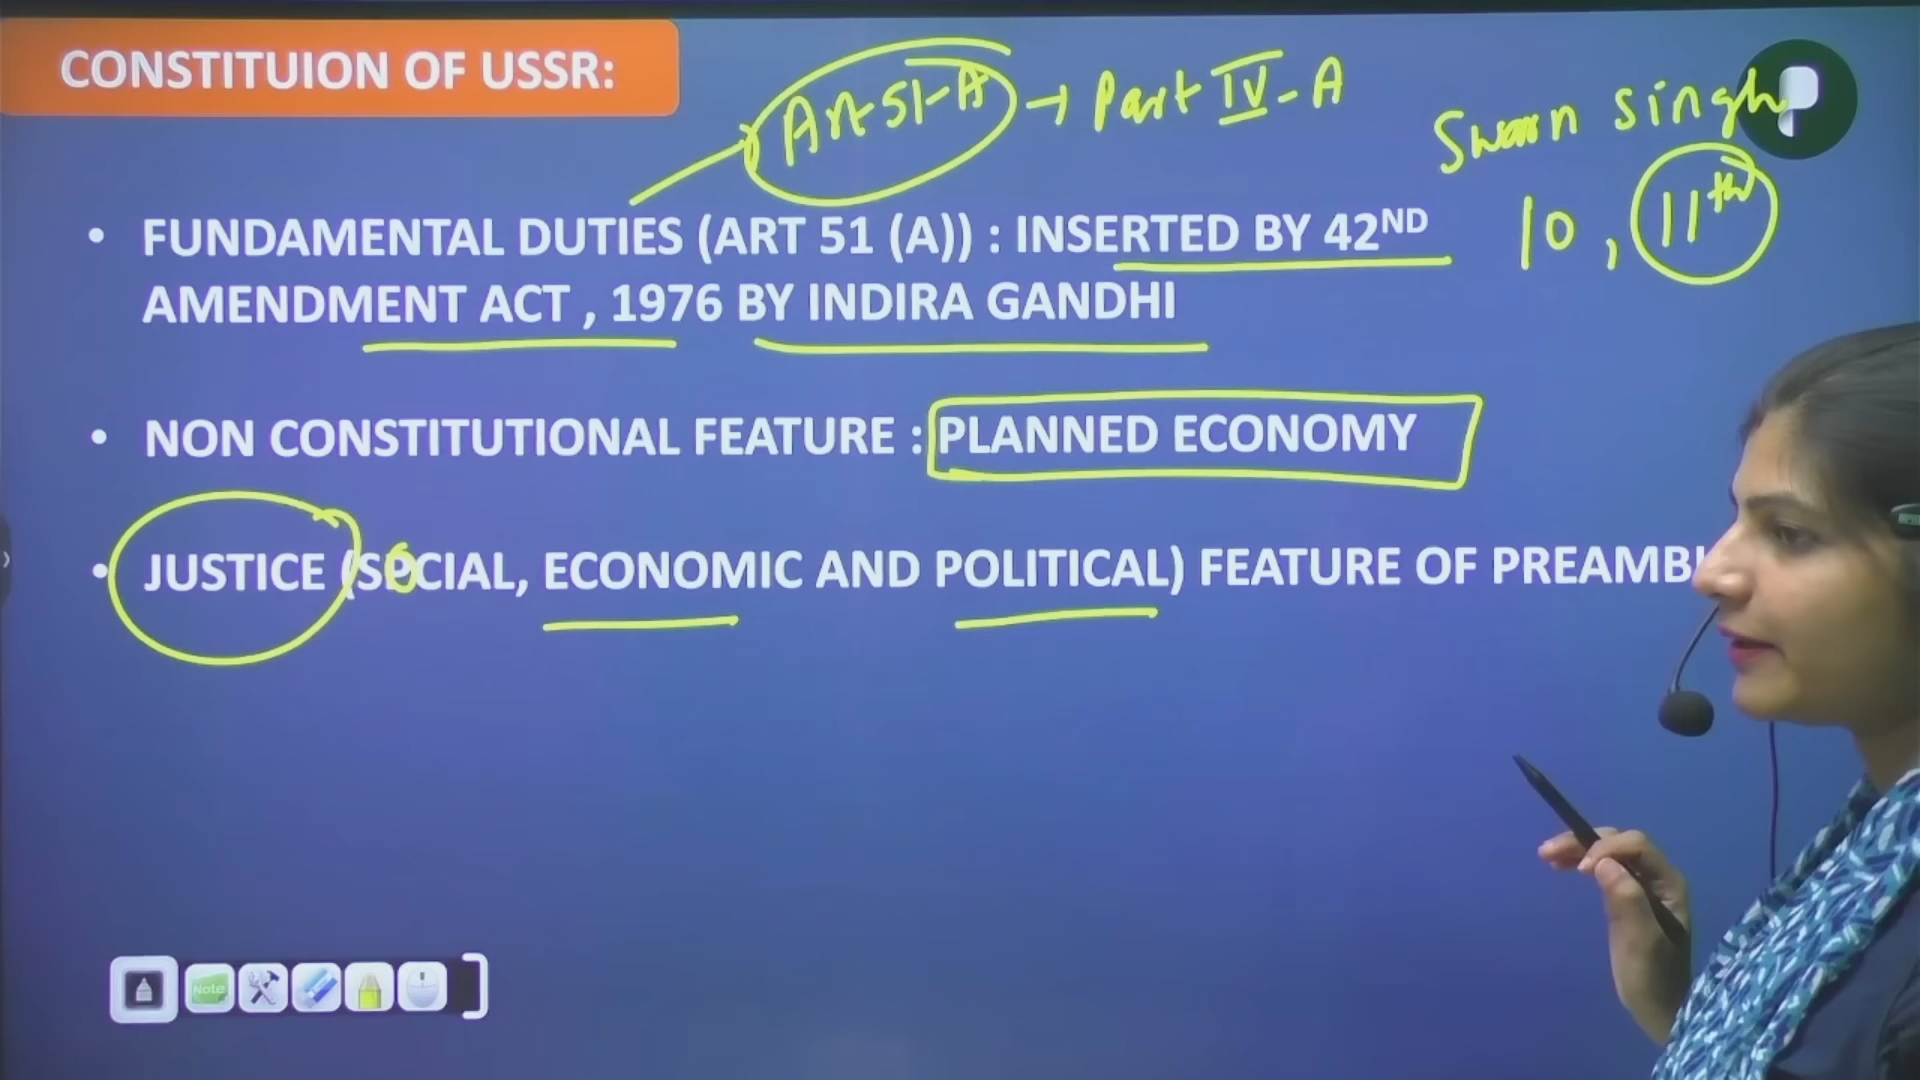 CONSTITUION OF USSR:
Art 51-A → Part IV-A
Swarn Singh
10, 11th
• FUNDAMENTAL DUTIES (ART 51 (A)) : INSERTED BY 42ND
AMENDMENT ACT , 1976 BY INDIRA GANDHI
• NON CONSTITUTIONAL FEATURE : PLANNED ECONOMY
• JUSTICE (SOCIAL, ECONOMIC AND POLITICAL) FEATURE OF PREAMBL
Note